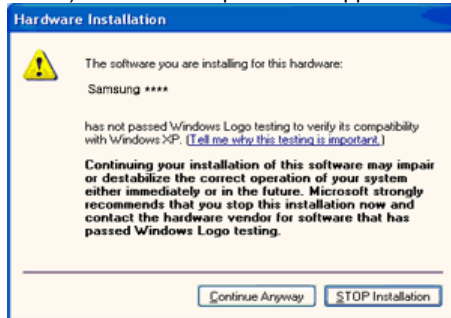 Hardware Installation
The software you are installing for this hardware:
Samsung ****
has not passed Windows Logo testing to verify its compatibility
with Windows XP. (Tell me why this testing is important.)
Continuing your installation of this software may impair
or destabilize the correct operation of your system
either immediately or in the future. Microsoft strongly
recommends that you stop this installation now and
contact the hardware vendor for software that has
passed Windows Logo testing.
Continue Anyway STOP Installation